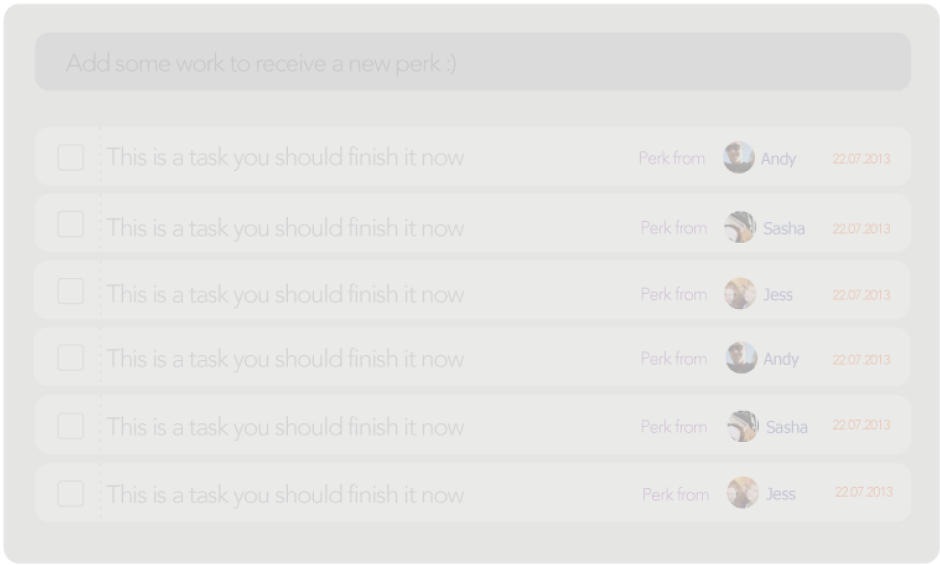 Add some work to receive a new perk :)
This is a task you should finish it now Perk from Andy 22.07.2013
This is a task you should finish it now Perk from Sasha 22.07.2013
This is a task you should finish it now Perk from Jess 22.07.2013
This is a task you should finish it now Perk from Andy 22.07.2013
This is a task you should finish it now Perk from Sasha 22.07.2013
This is a task you should finish it now Perk from Jess 22.07.2013